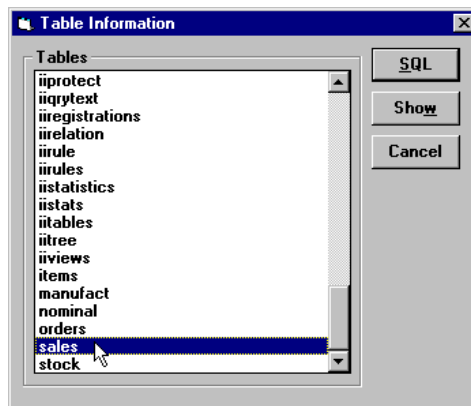 Table Information
Tables
iiprotect
iiqrytext
iiregistrations
iirelation
iirule
iirules
iistatistics
iistats
iitables
iitree
iiviews
items
manufact
nominal
orders
sales
stock
SQL
Show
Cancel